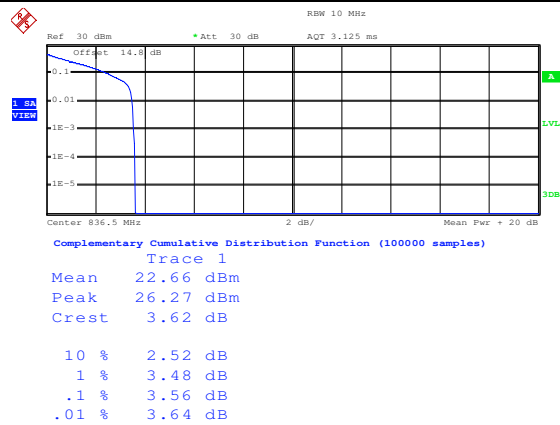 RBW 10 MHz
Ref 30 dBm * Att 30 dB AQT 3.125 ms
Offset 14.8 dB
0.1
A
0.01
1 SA
VIEW
LVL
1E-3
1E-4
1E-5
3DB
Center 836.5 MHz 2 dB/ Mean Pwr + 20 dB
Complementary Cumulative Distribution Function (100000 samples)
Trace 1
Mean 22.66 dBm
Peak 26.27 dBm
Crest 3.62 dB
10 % 2.52 dB
1 % 3.48 dB
.1 % 3.56 dB
.01 % 3.64 dB